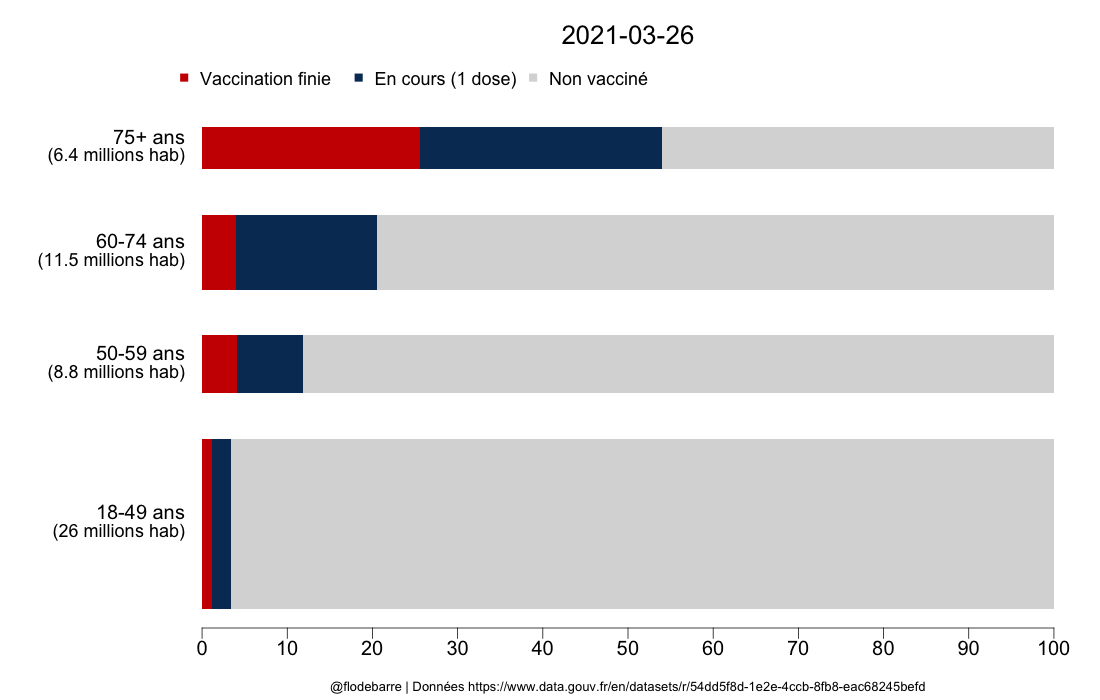 2021-03-26
Vaccination finie En cours (1 dose) Non vacciné
75+ ans
(6.4 millions hab)
60-74 ans
(11.5 millions hab)
50-59 ans
(8.8 millions hab)
18-49 ans
(26 millions hab)
0 10 20 30 40 50 60 70 80 90 100
@flodebarre | Données https://www.data.gouv.fr/en/datasets/r/54dd5f8d-1e2e-4ccb-8fb8-eac68245befd